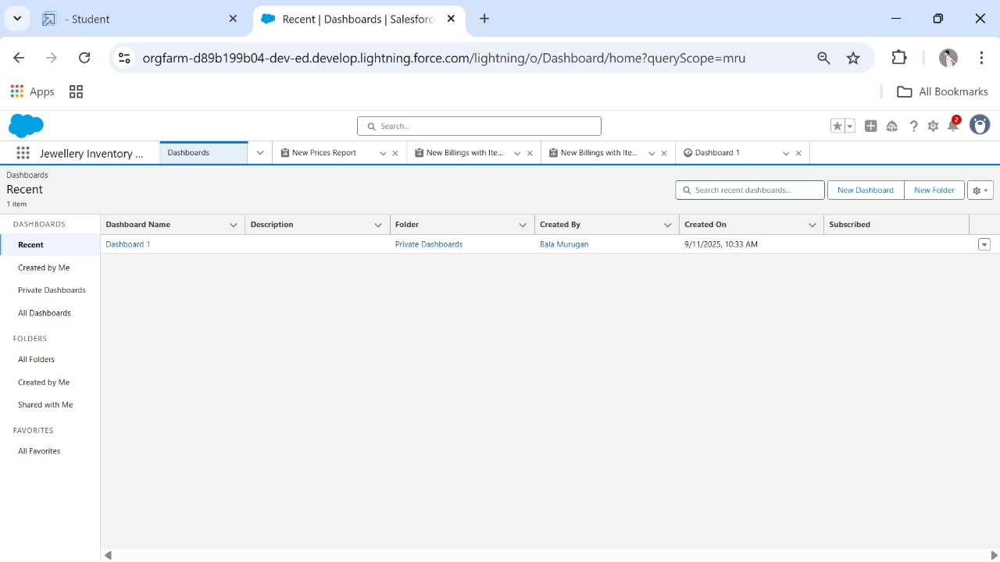 - Student
Recent | Dashboards | Salesforc
orgfarm-d89b199b04-dev-ed.develop.lightning.force.com/lightning/o/Dashboard/home?queryScope=mru
Apps
All Bookmarks
Search...
2
Jewellery Inventory ...
Dashboards
New Prices Report
New Billings with Ite...
New Billings with Ite...
Dashboard 1
Dashboards
Recent
1 item
Search recent dashboards...
New Dashboard
New Folder
DASHBOARDS
Recent
Created by Me
Private Dashboards
All Dashboards
FOLDERS
All Folders
Created by Me
Shared with Me
FAVORITES
All Favorites
Dashboard Name Description Folder Created By Created On Subscribed
Dashboard 1 Private Dashboards Bala Murugan 9/11/2025, 10:33 AM